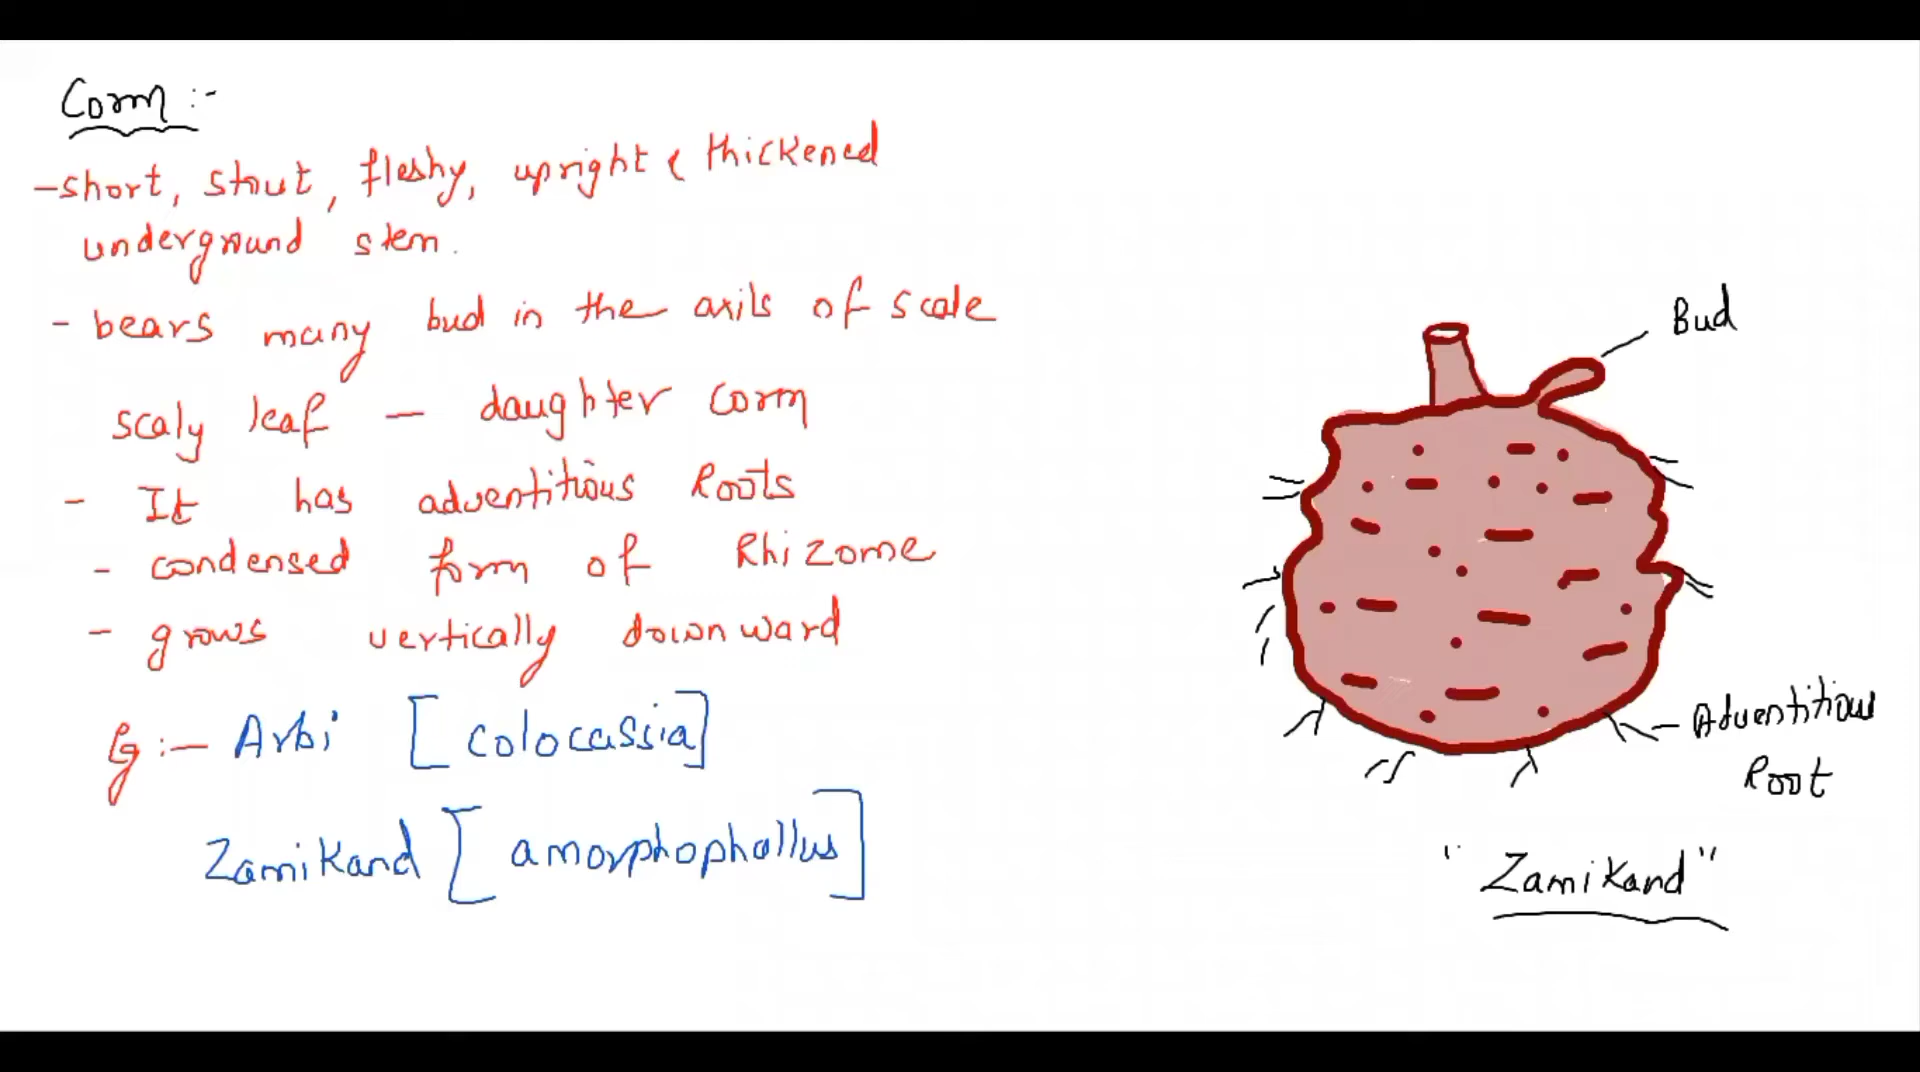 Corm :-
- short, stout, fleshy, upright & thickened
underground stem.
- bears many bud in the axils of scale
scaly leaf — daughter corm
- It has adventitious Roots
- condensed form of Rhizome
- grows vertically downward
Eg :- Arbi [colocassia]
Zamikand [amorphophallus]
Bud
Adventitious
Root
"Zamikand"